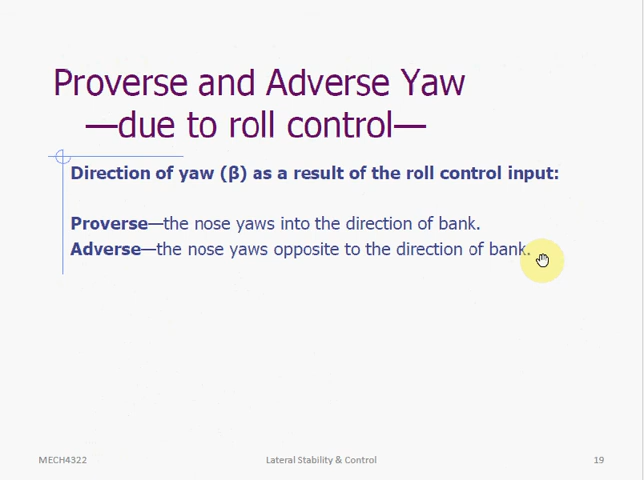 Proverse and Adverse Yaw
—due to roll control—
Direction of yaw (β) as a result of the roll control input:
Proverse—the nose yaws into the direction of bank.
Adverse—the nose yaws opposite to the direction of bank.
MECH4322 Lateral Stability & Control 19